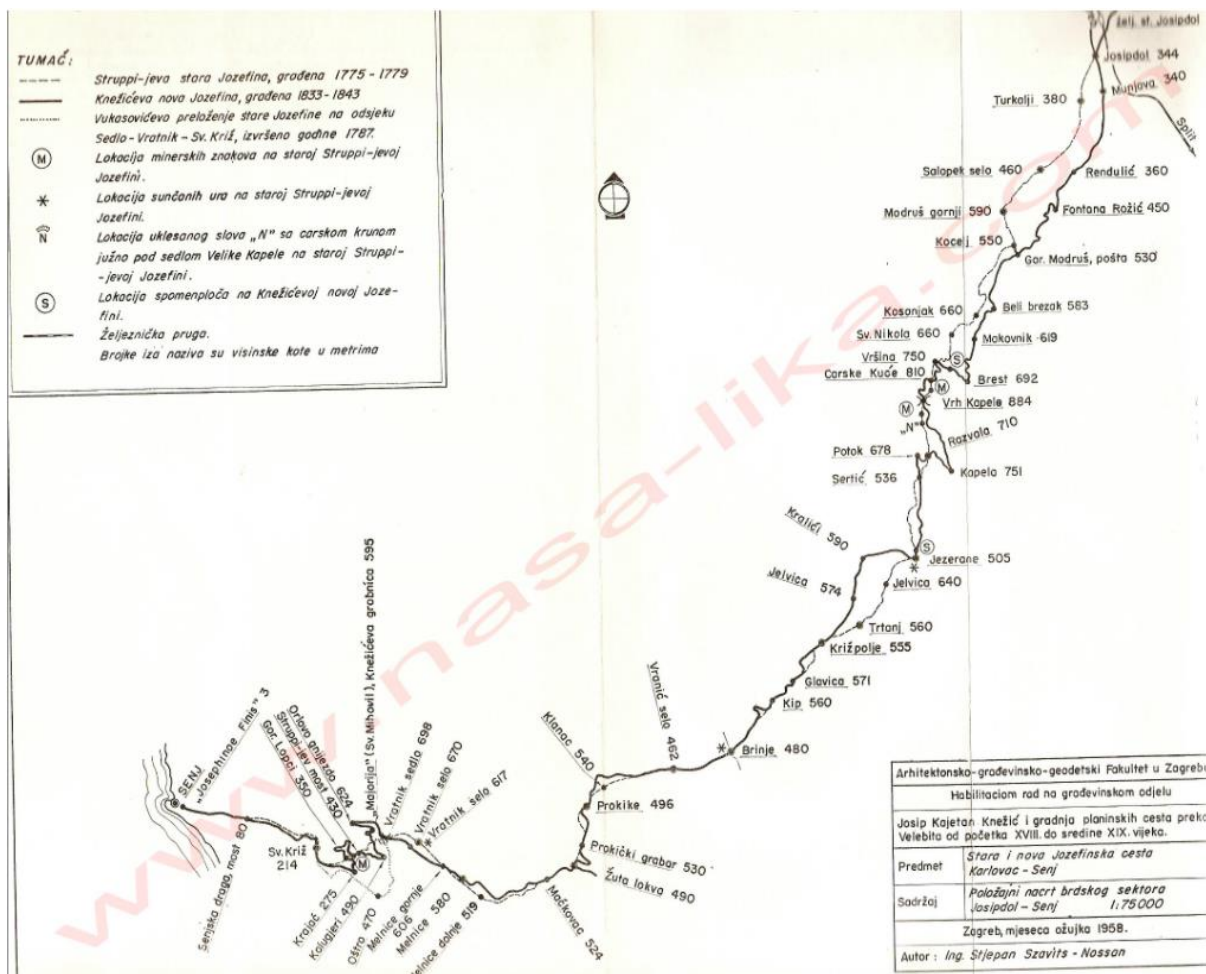 TUMAČ:
Struppi-jeva stara Jozefina, građena 1775 - 1779
Knežićeva nova Jozefina, građena 1833-1843
Vukasovićevo preloženje stare Jozefine na odsjeku
Sedlo - Vratnik - Sv. Križ, izvršeno godine 1787.
M
Lokacija minerskih znakova na staroj Struppi-jevoj
Jozefini.
Lokacija sunčanih ura na staroj Struppi-jevoj
Jozefini.
N
Lokacija uklesanog slova „N" sa carskom krunom
južno pod sedlom Velike Kapele na staroj Struppi-
-jevoj Jozefini.
S
Lokacija spomenploča na Knežićevoj novoj Joze-
fini.
Željeznička pruga.
Brojke iza naziva su visinske kote u metrima
želj. st. Josipdol
Josipdol 344
Munjava 340
Split
Turkalji 380
Salopek selo 460
Rendulić 360
Modruš gornji 590
Fontana Rožić 450
Kocelj 550
Gor. Modruš, pošta 530
Kosanjak 660
Beli brezak 583
Sv. Nikola 660
Makovnik 619
Vršina 750
S
Carske Kuće 810
M
Brest 692
Vrh Kapele 884
M
„N"
Razvala 710
Potok 678
Kapela 751
Sertić 536
Kralići 590
S
Jezerane 505
Jelvica 574
Jelvica 640
Trtanj 560
Križpolje 555
Glavica 571
Kip 560
Brinje 480
Vranić selo 462
Klanac 540
Prokike 496
Prokički grabar 530
Žuta lokva 490
Mačkovac 524
Melnice dolnje 519
Melnice 580
Melnice gornje 606
Oštro 470
Kalugjeri 490
Krajač 275
M
Vratnik selo 617
Vratnik selo 670
Vratnik sedlo 698
„Majorija" (Sv. Mihovil), Knežićeva grobnica 595
Orlovo gnijezdo 624
Struppi-jev most 430
Gor. Lopci 350
Sv. Križ 214
Senjska draga, most 80
„Josephinae Finis" 3
SENJ
Arhitektonsko-građevinsko-geodetski Fakultet u Zagrebu
Habilitacioni rad na građevinskom odjelu
Josip Kajetan Knežić i gradnja planinskih cesta preko
Velebita od početka XVIII. do sredine XIX. vijeka.
Predmet Stara i nova Jozefinska cesta
Karlovac - Senj
Sadržaj Položajni nacrt brdskog sektora
Josipdol - Senj 1:75000
Zagreb, mjeseca ožujka 1958.
Autor : Ing. Stjepan Szavits - Nossan
www.nasa-lika.com